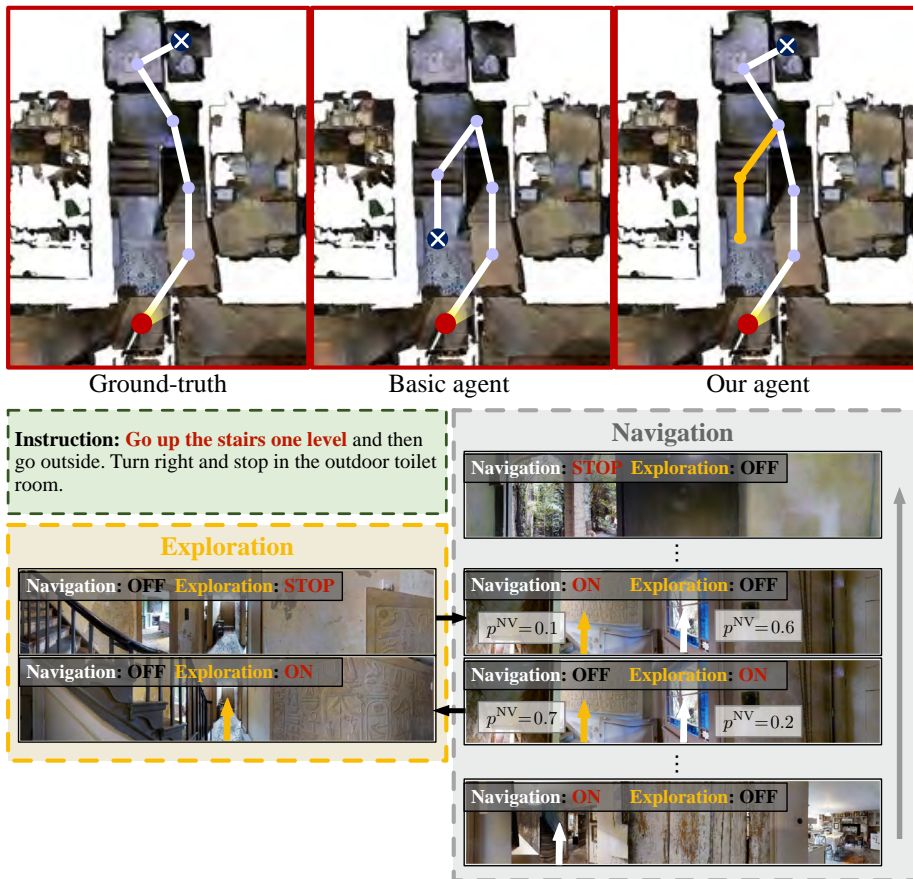 Ground-truth
Basic agent
Our agent
Instruction: Go up the stairs one level and then
go outside. Turn right and stop in the outdoor toilet
room.
Exploration
Navigation: OFF Exploration: STOP
Navigation: OFF Exploration: ON
Navigation
Navigation: STOP Exploration: OFF
⋮
Navigation: ON Exploration: OFF
p^NV=0.1
p^NV=0.6
Navigation: OFF Exploration: ON
p^NV=0.7
p^NV=0.2
⋮
Navigation: ON Exploration: OFF